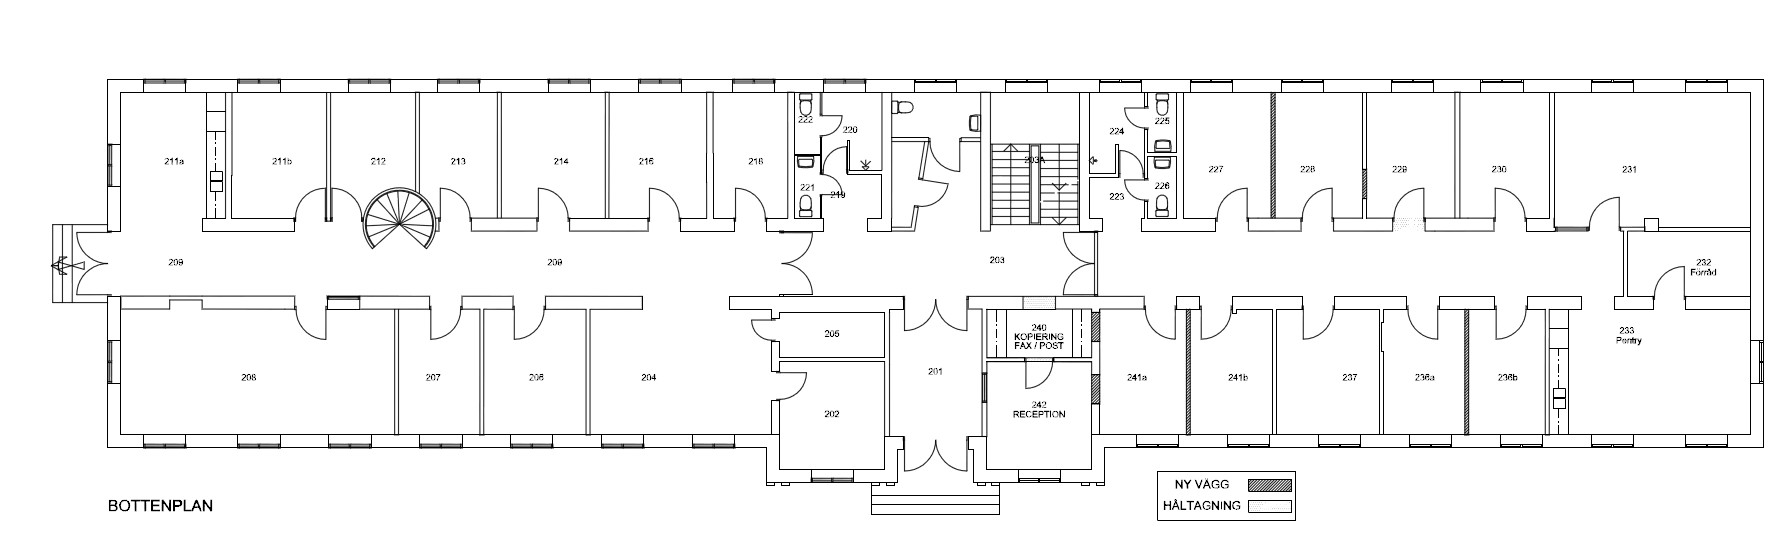 222
220
224
225
203A
211a
211b
212
213
214
216
218
227
228
229
230
231
221
219
223
226
209
209
203
232
Förråd
205
240
KOPIERING
FAX / POST
233
Pentry
208
207
206
204
201
241a
241b
237
236a
236b
202
242
RECEPTION
NY VÄGG
HÅLTAGNING
BOTTENPLAN